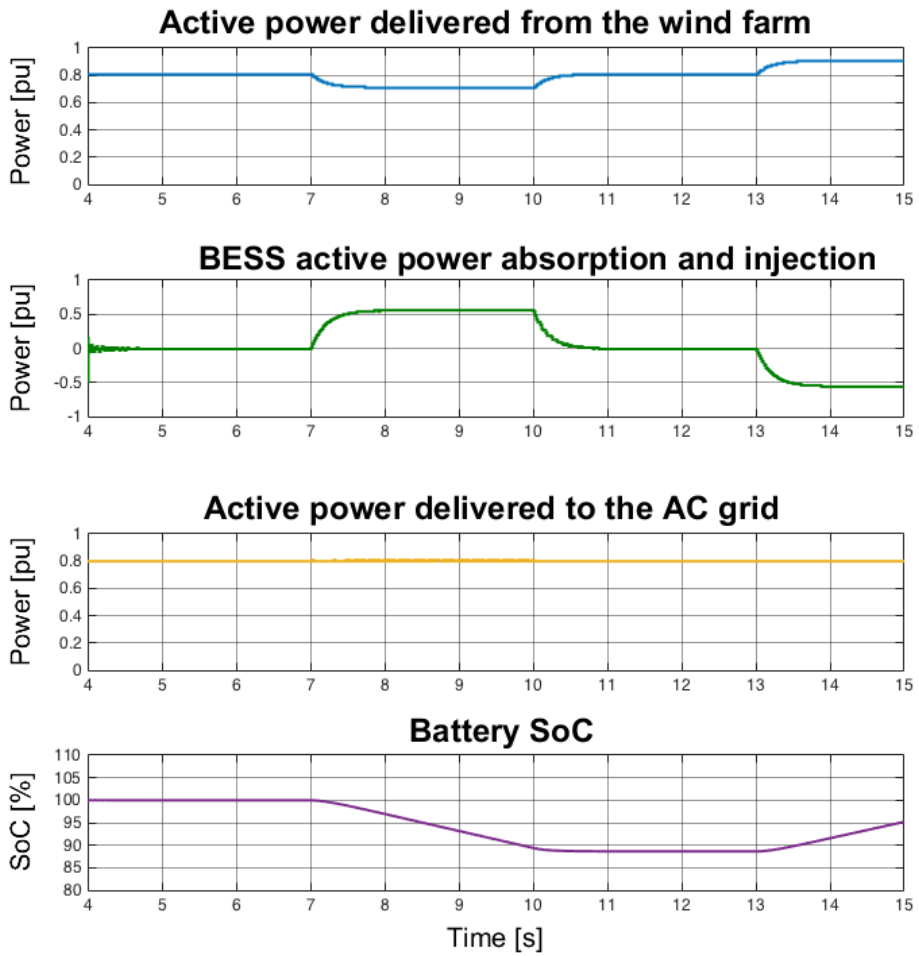 Active power delivered from the wind farm
Power [pu]
1
0.8
0.6
0.4
0.2
0
4 5 6 7 8 9 10 11 12 13 14 15
BESS active power absorption and injection
Power [pu]
1
0.5
0
-0.5
-1
4 5 6 7 8 9 10 11 12 13 14 15
Active power delivered to the AC grid
Power [pu]
1
0.8
0.6
0.4
0.2
0
4 5 6 7 8 9 10 11 12 13 14 15
Battery SoC
SoC [%]
110
105
100
95
90
85
80
4 5 6 7 8 9 10 11 12 13 14 15
Time [s]